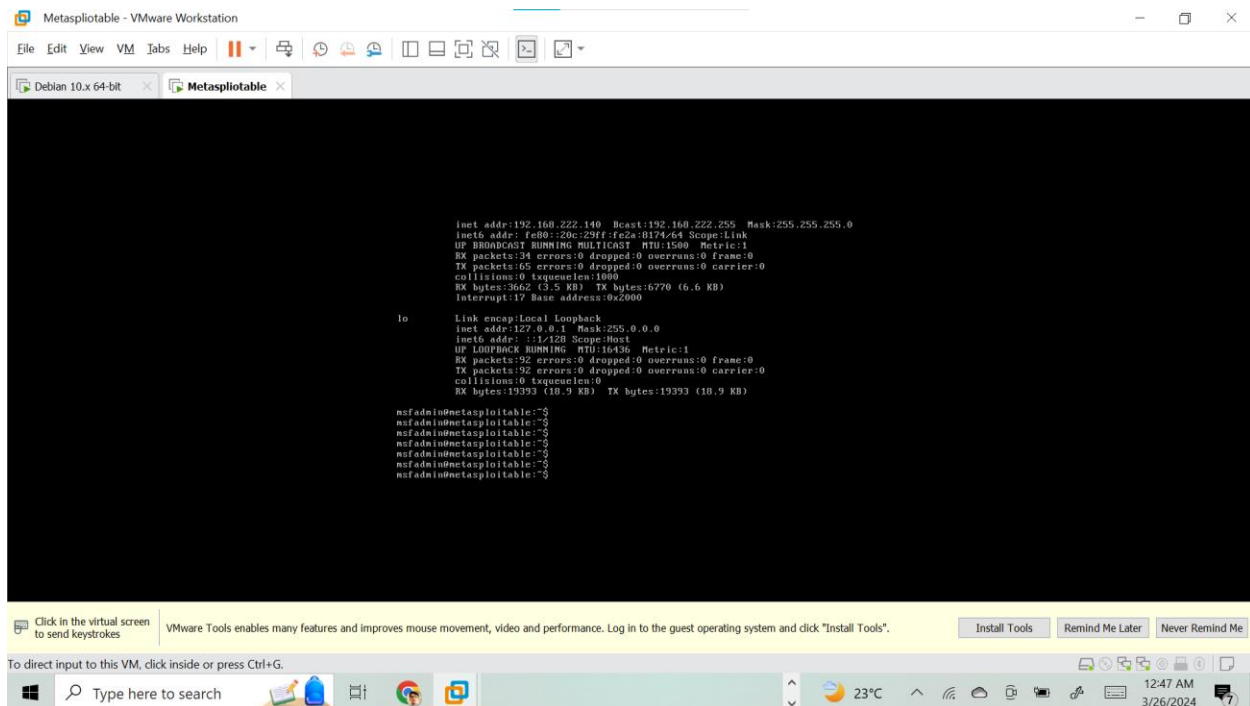 Metaspliotable - VMware Workstation
File Edit View VM Tabs Help
Debian 10.x 64-bit Metaspliotable
inet addr:192.168.222.140 Bcast:192.168.222.255 Mask:255.255.255.0
inet6 addr: fe80::20c:29ff:fe2a:8174/64 Scope:Link
UP BROADCAST RUNNING MULTICAST MTU:1500 Metric:1
RX packets:34 errors:0 dropped:0 overruns:0 frame:0
TX packets:65 errors:0 dropped:0 overruns:0 carrier:0
collisions:0 txqueuelen:1000
RX bytes:3662 (3.5 KB) TX bytes:6770 (6.6 KB)
Interrupt:17 Base address:0x2000
lo Link encap:Local Loopback
inet addr:127.0.0.1 Mask:255.0.0.0
inet6 addr: ::1/128 Scope:Host
UP LOOPBACK RUNNING MTU:16436 Metric:1
RX packets:92 errors:0 dropped:0 overruns:0 frame:0
TX packets:92 errors:0 dropped:0 overruns:0 carrier:0
collisions:0 txqueuelen:0
RX bytes:19393 (18.9 KB) TX bytes:19393 (18.9 KB)
msfadmin@metasploitable:~$
msfadmin@metasploitable:~$
msfadmin@metasploitable:~$
msfadmin@metasploitable:~$
msfadmin@metasploitable:~$
msfadmin@metasploitable:~$
msfadmin@metasploitable:~$
Click in the virtual screen
to send keystrokes
VMware Tools enables many features and improves mouse movement, video and performance. Log in to the guest operating system and click "Install Tools".
Install Tools Remind Me Later Never Remind Me
To direct input to this VM, click inside or press Ctrl+G.
Type here to search
23°C
12:47 AM
3/26/2024
7